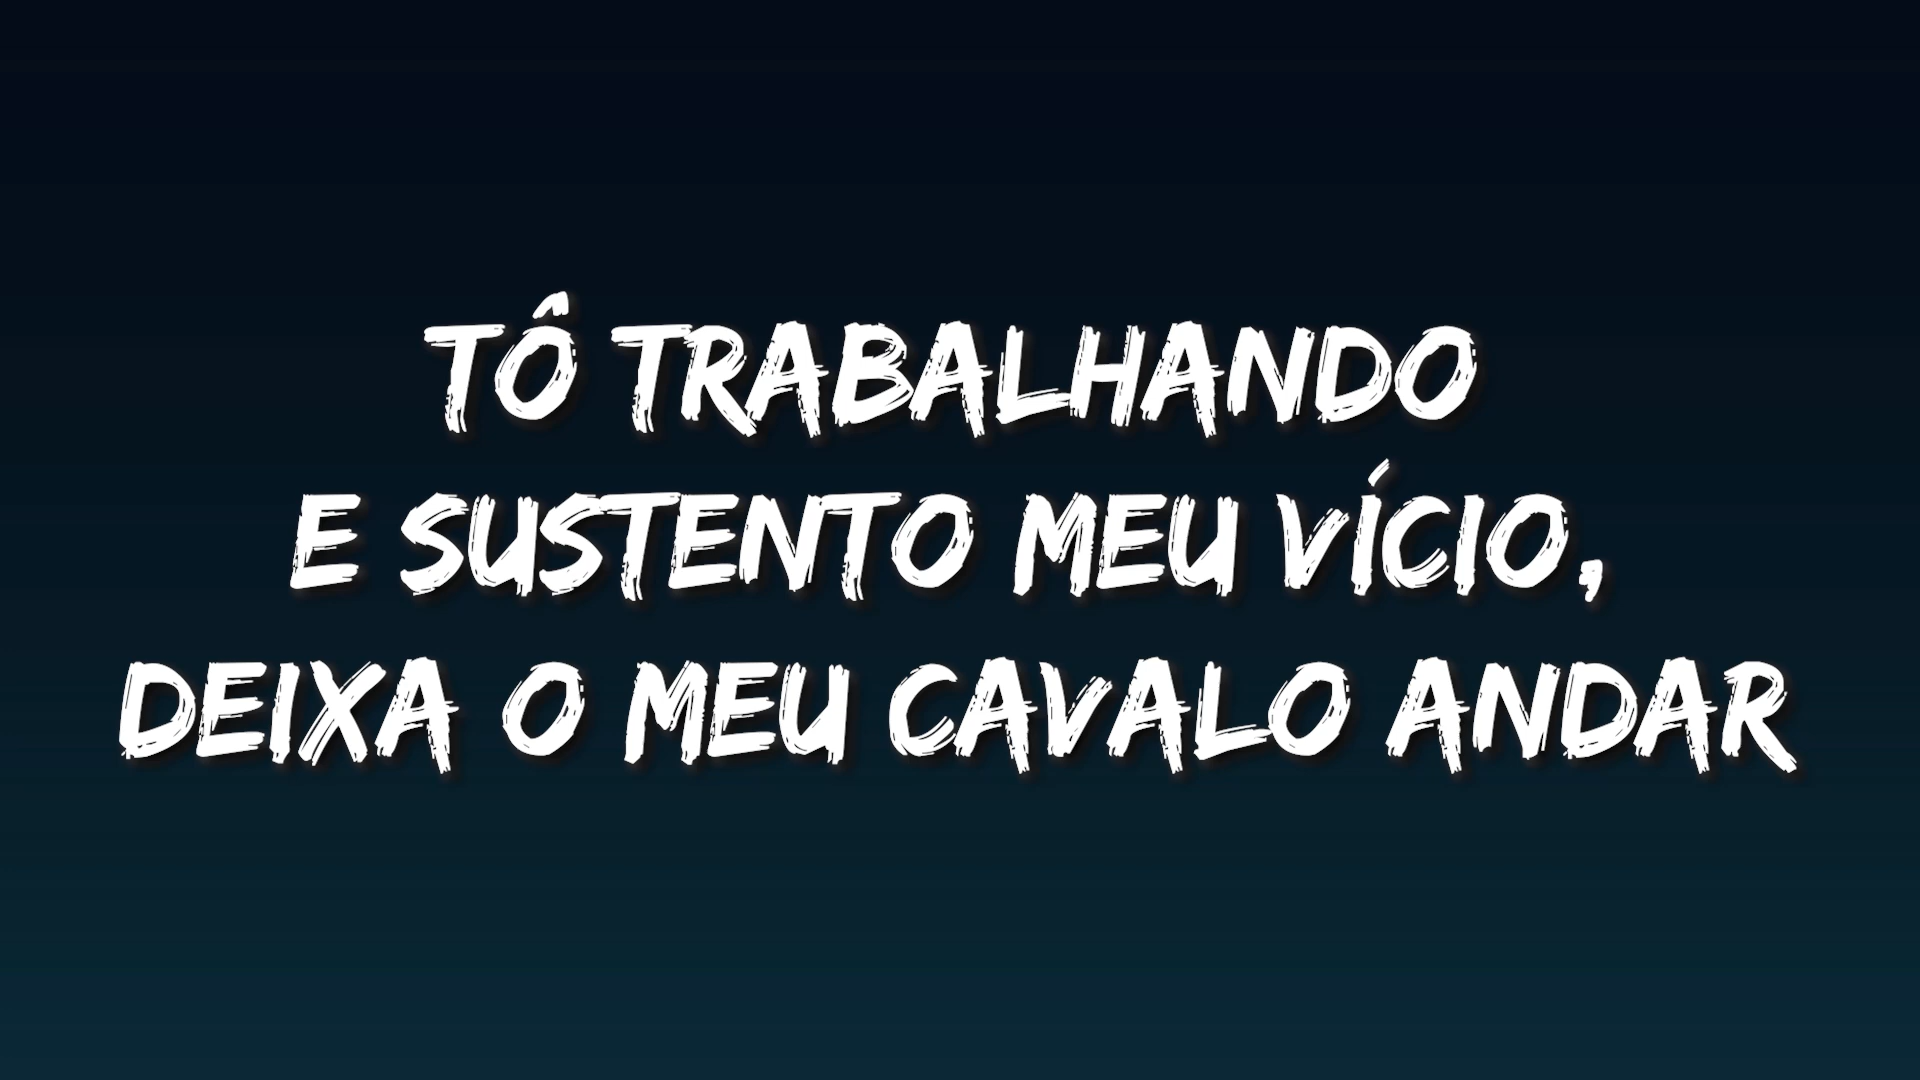 TÔ TRABALHANDO
E SUSTENTO MEU VÍCIO,
DEIXA O MEU CAVALO ANDAR